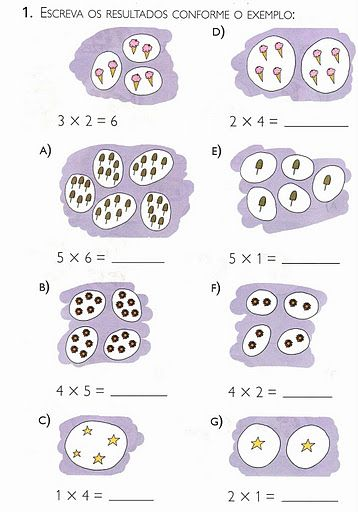 1. ESCREVA OS RESULTADOS CONFORME O EXEMPLO:
3 × 2 = 6
A)
5 × 6 = ______
B)
4 × 5 = ______
C)
1 × 4 = ______
D)
2 × 4 = ______
E)
5 × 1 = ______
F)
4 × 2 = ______
G)
2 × 1 = ______